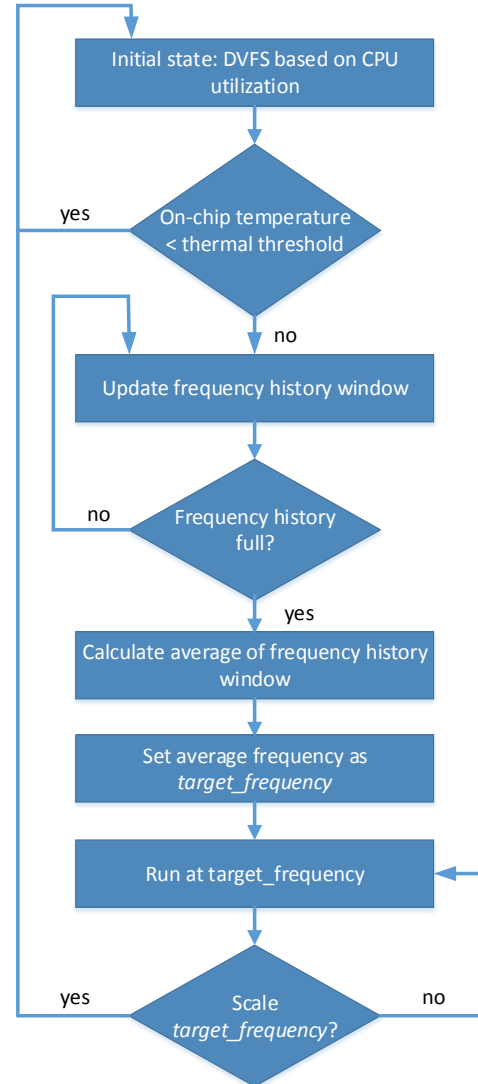 Initial state: DVFS based on CPU
utilization
yes
On-chip temperature
< thermal threshold
no
Update frequency history window
no
Frequency history
full?
yes
Calculate average of frequency history
window
Set average frequency as
target_frequency
Run at target_frequency
yes
Scale
target_frequency?
no